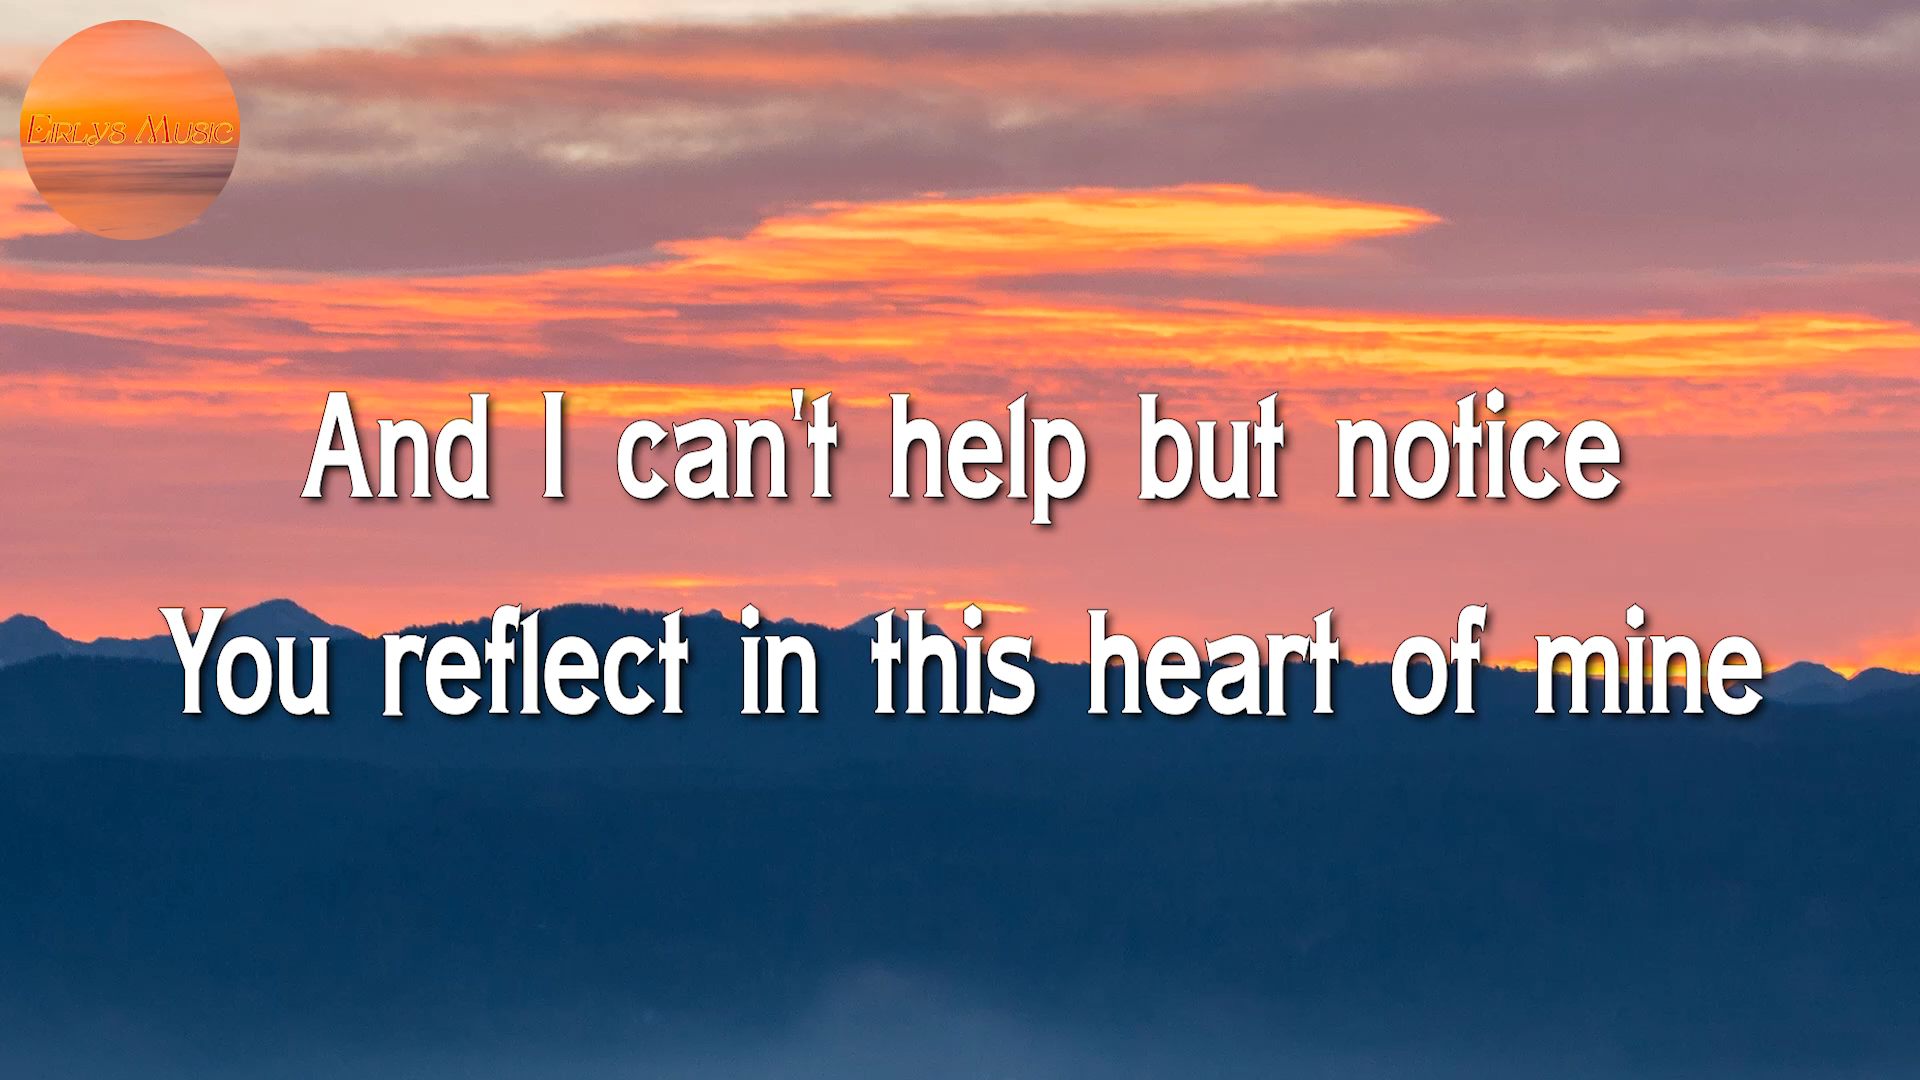 Eirlys Music
And I can't help but notice
You reflect in this heart of mine